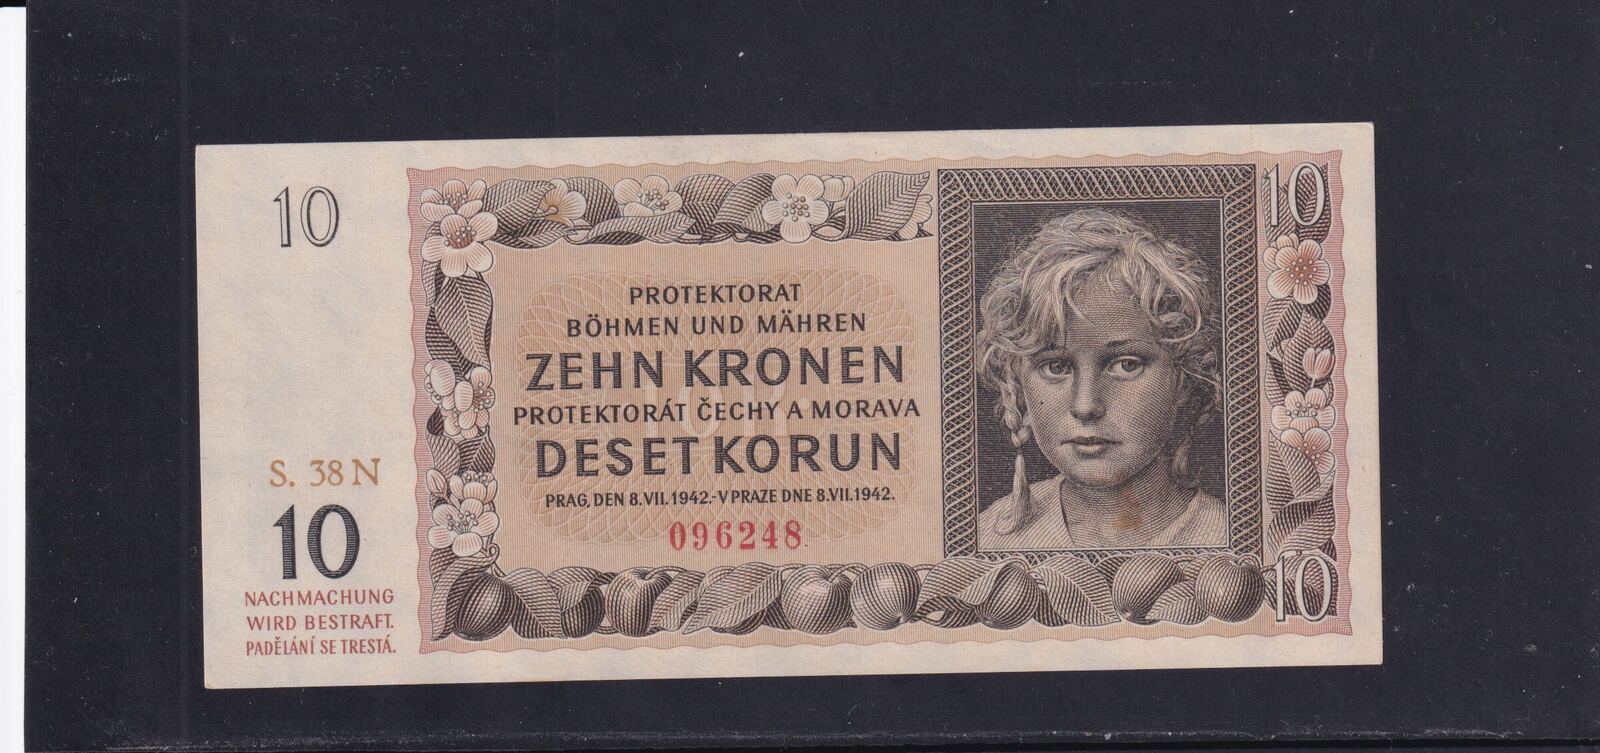 10
10
PROTEKTORAT
BÖHMEN UND MÄHREN
ZEHN KRONEN
PROTEKTORÁT ČECHY A MORAVA
DESET KORUN
PRAG, DEN 8.VII.1942.-V PRAZE DNE 8.VII.1942.
096248
S. 38 N
10
NACHMACHUNG
WIRD BESTRAFT.
PADĚLÁNÍ SE TRESTÁ.
10